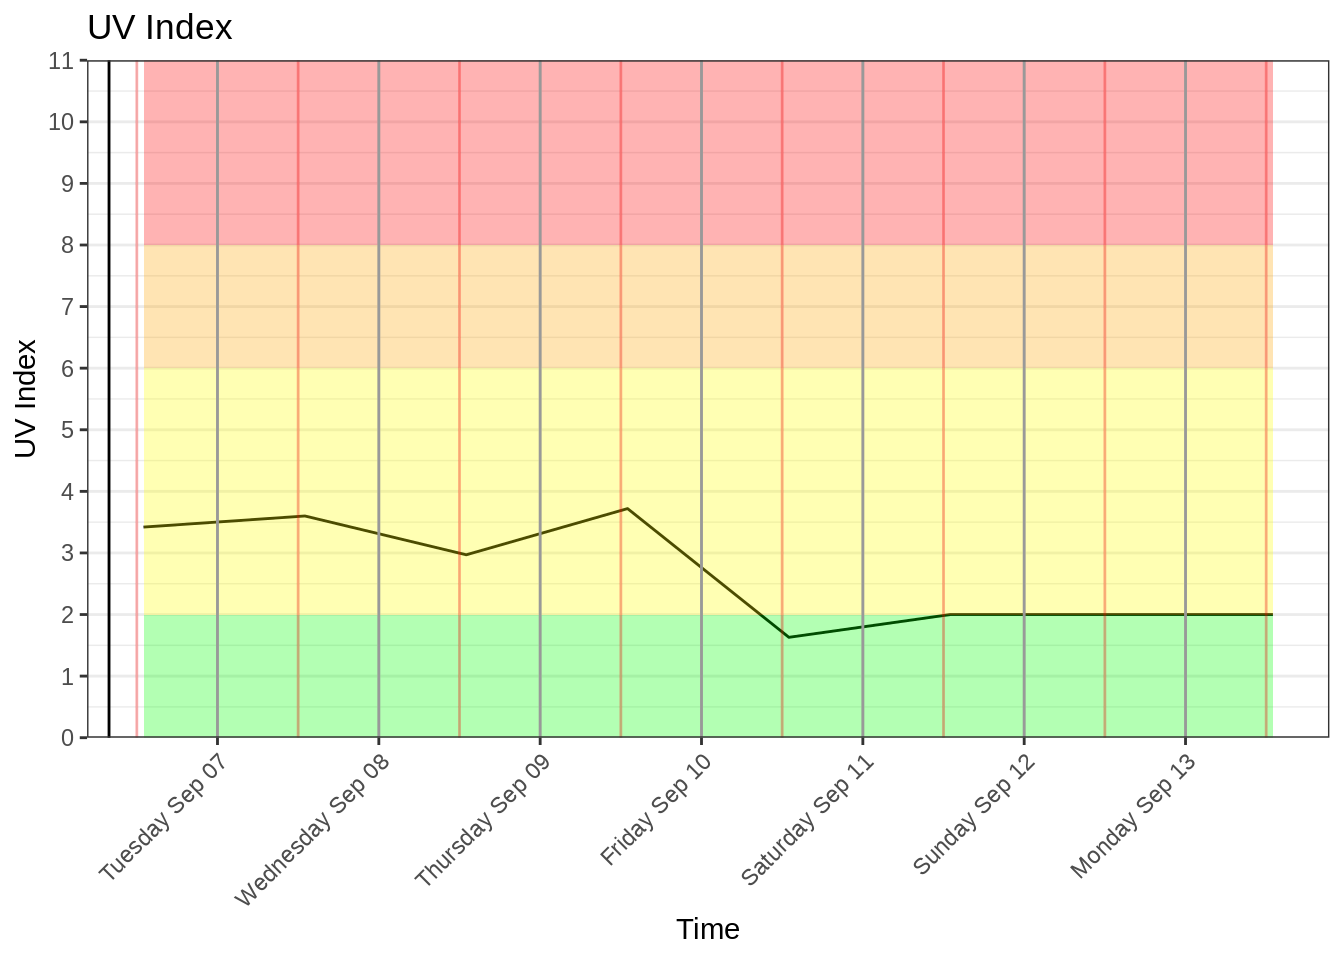 UV Index
11
10
9
8
7
6
5
4
3
2
1
0
UV Index
Tuesday Sep 07
Wednesday Sep 08
Thursday Sep 09
Friday Sep 10
Saturday Sep 11
Sunday Sep 12
Monday Sep 13
Time